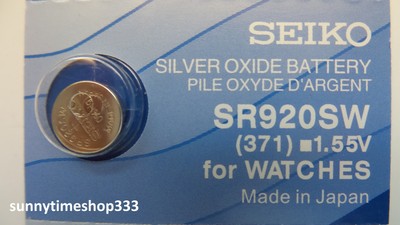 SEIKO
SILVER OXIDE BATTERY
PILE OXYDE D'ARGENT
SR920SW
(371) ■1.55V
for WATCHES
Made in Japan
sunnytimeshop333